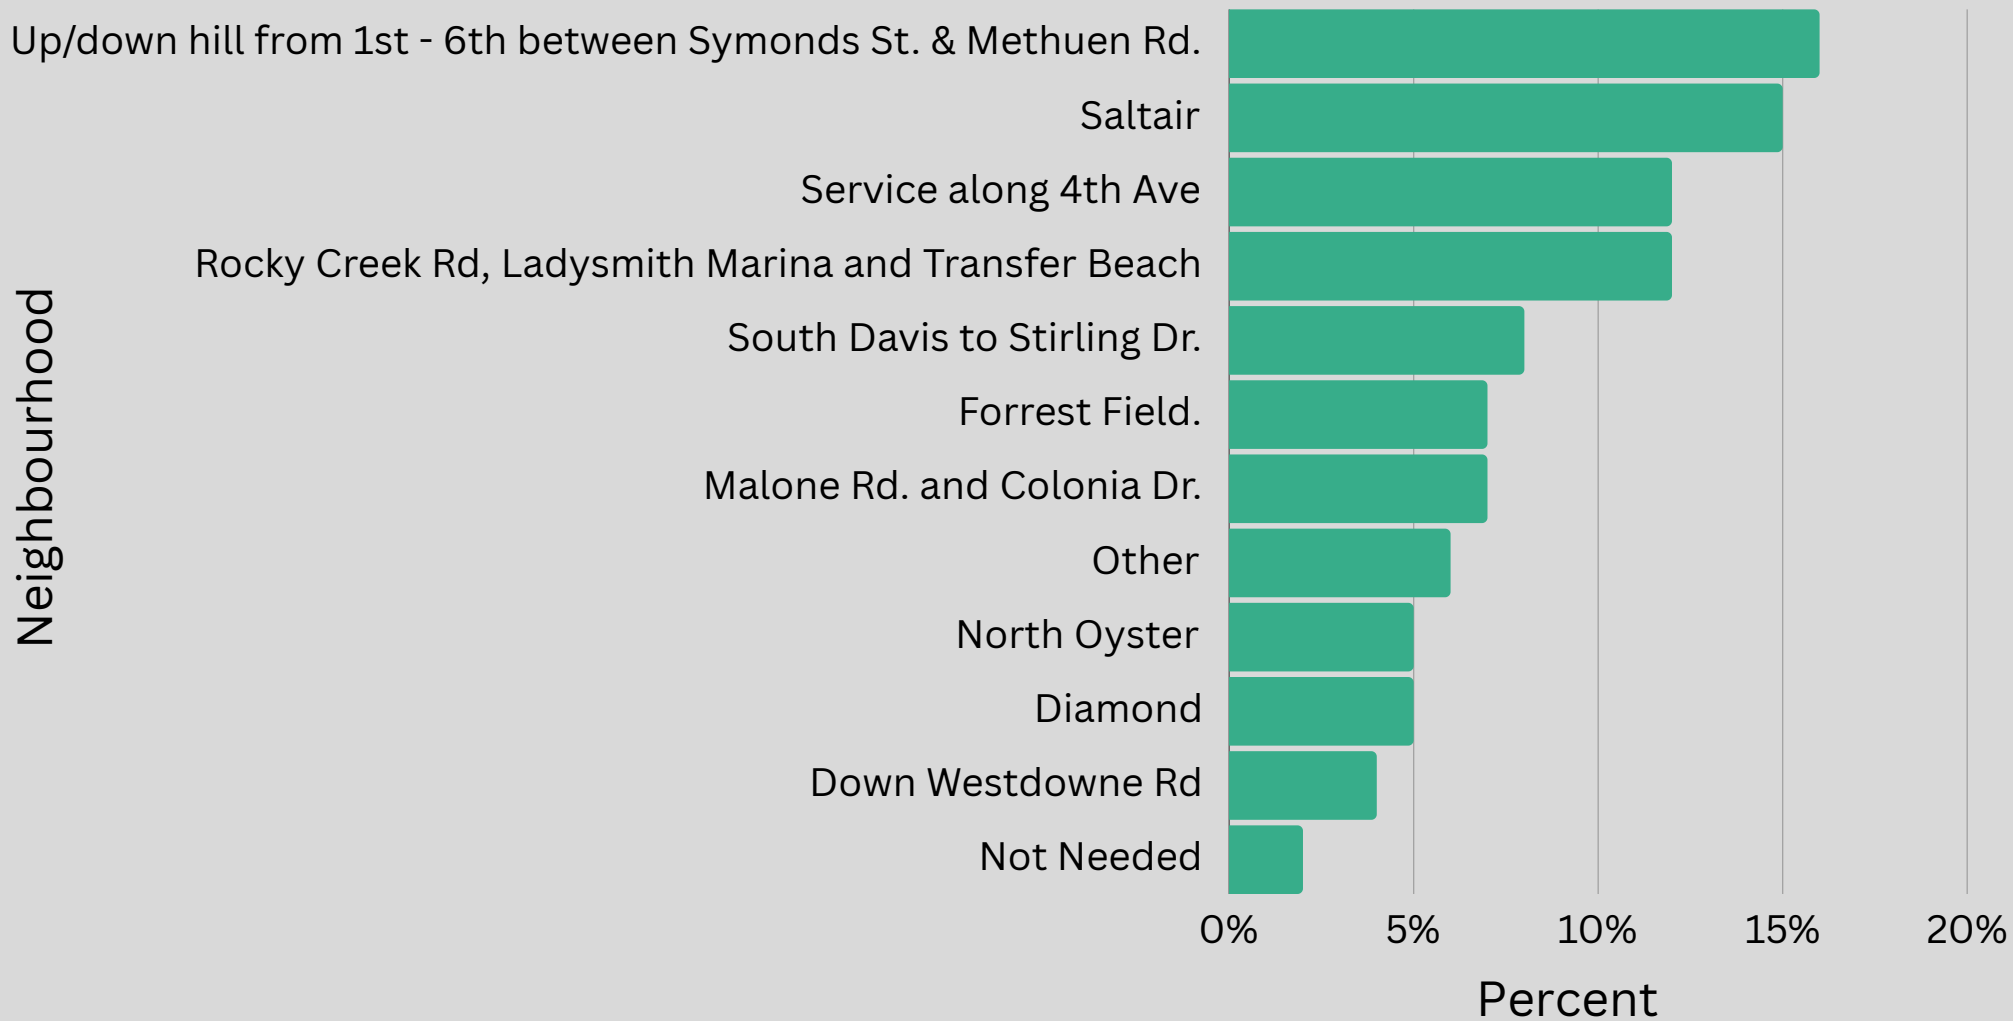 Up/down hill from 1st - 6th between Symonds St. & Methuen Rd.
Saltair
Service along 4th Ave
Rocky Creek Rd, Ladysmith Marina and Transfer Beach
South Davis to Stirling Dr.
Forrest Field.
Malone Rd. and Colonia Dr.
Other
North Oyster
Diamond
Down Westdowne Rd
Not Needed
Neighbourhood
0% 5% 10% 15% 20%
Percent